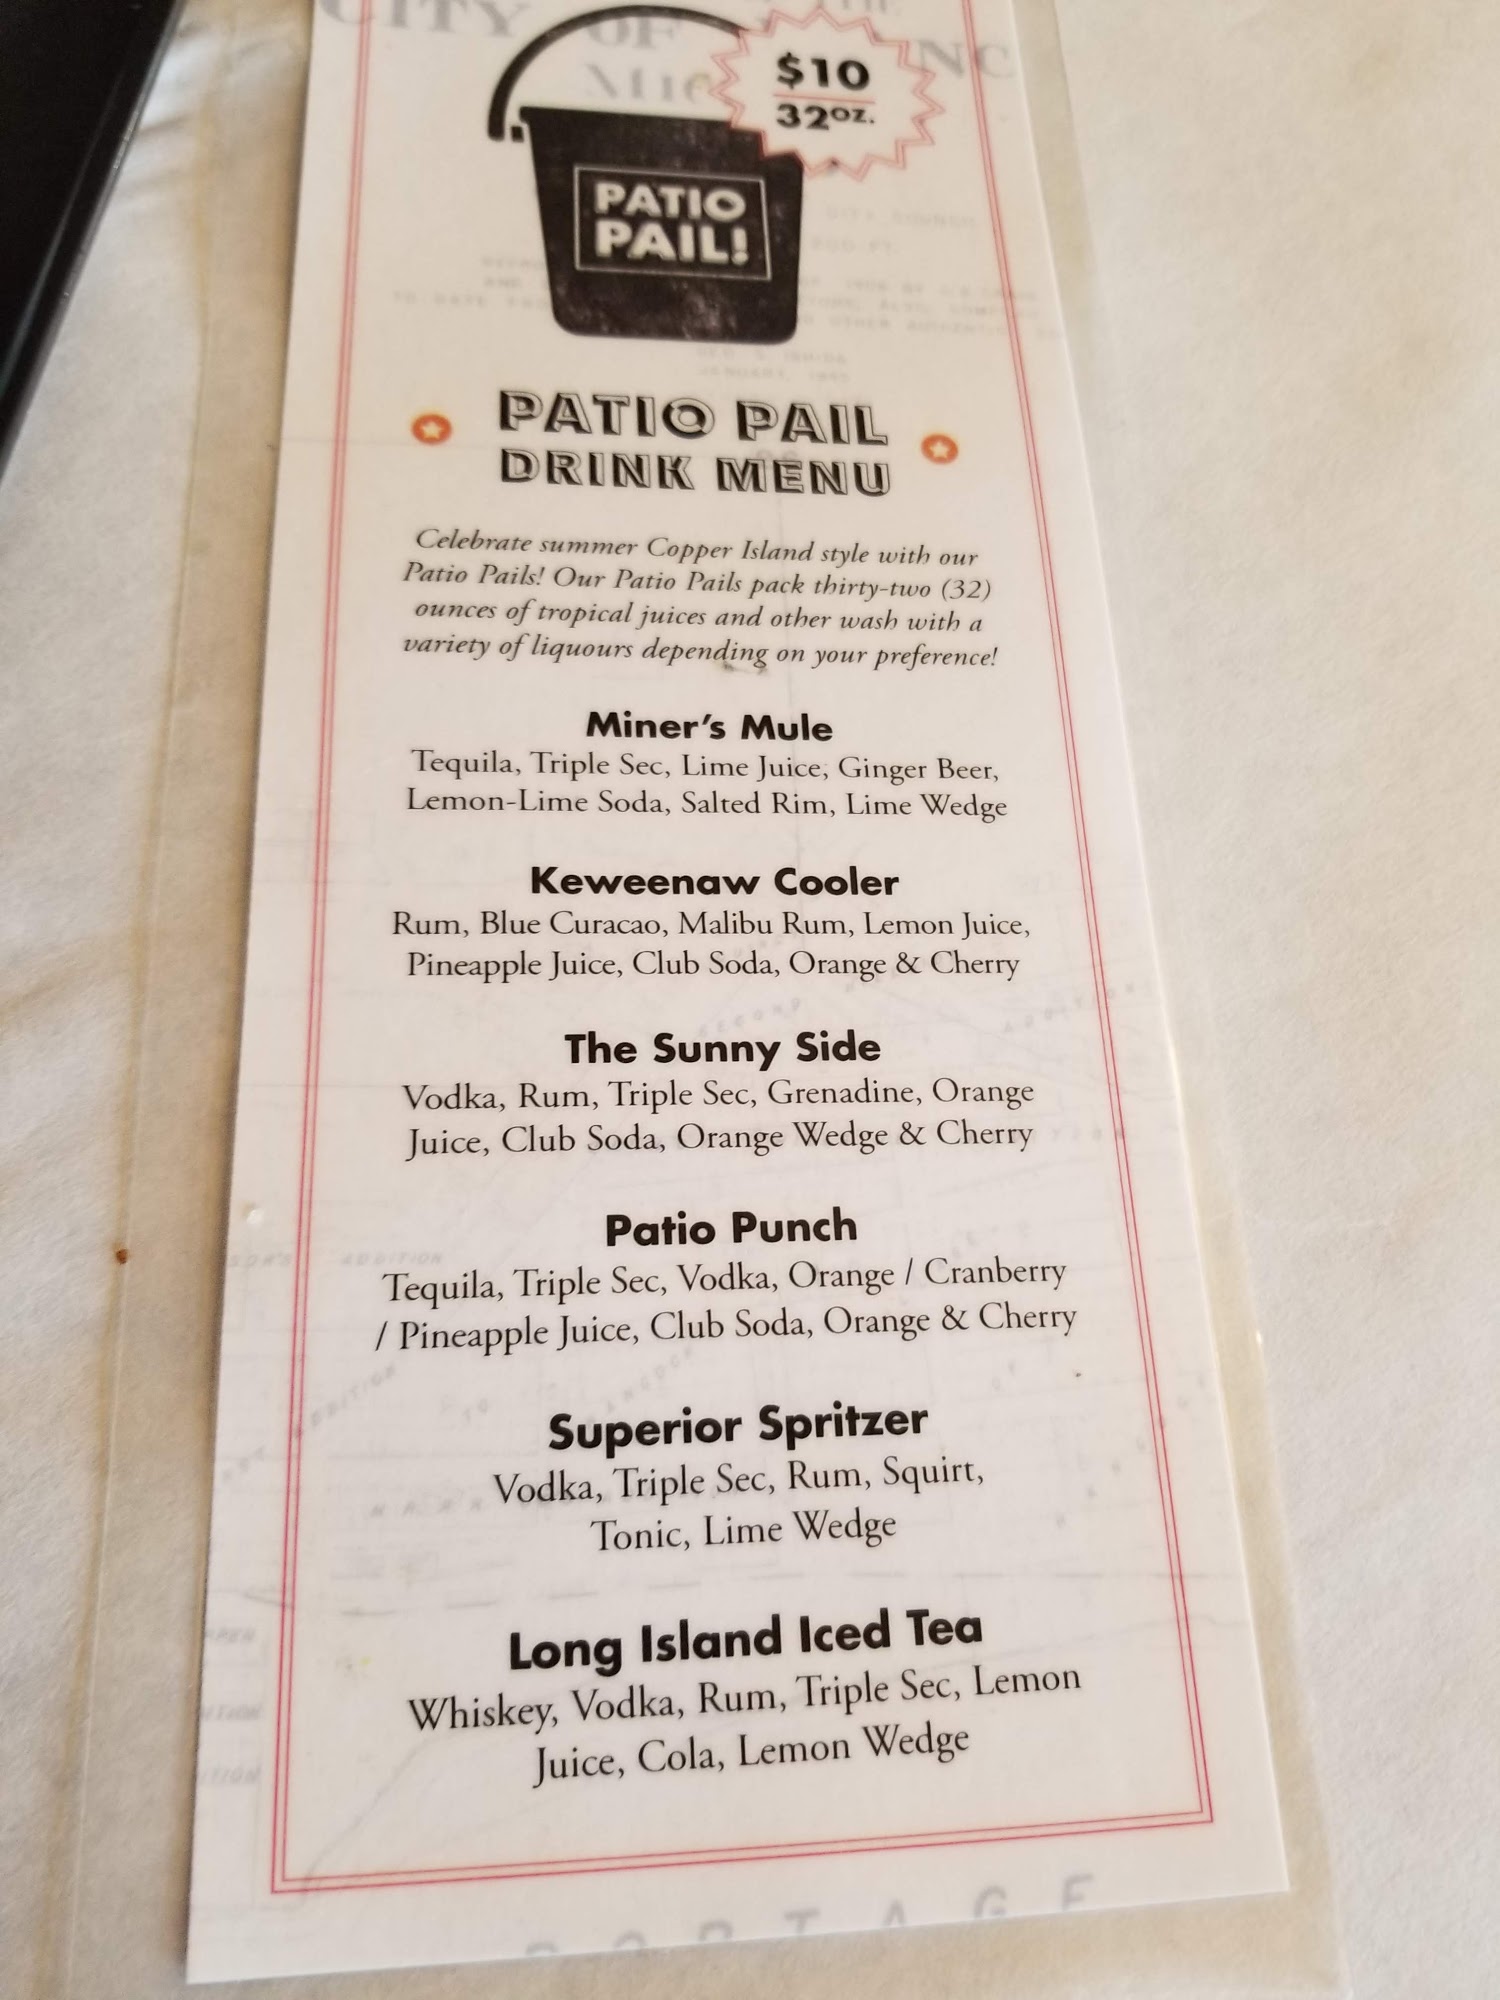 CITY OF
$10
32OZ.
PATIO
PAIL!
PATIO PAIL
DRINK MENU
Celebrate summer Copper Island style with our
Patio Pails! Our Patio Pails pack thirty-two (32)
ounces of tropical juices and other wash with a
variety of liquours depending on your preference!
Miner's Mule
Tequila, Triple Sec, Lime Juice, Ginger Beer,
Lemon-Lime Soda, Salted Rim, Lime Wedge
Keweenaw Cooler
Rum, Blue Curacao, Malibu Rum, Lemon Juice,
Pineapple Juice, Club Soda, Orange & Cherry
The Sunny Side
Vodka, Rum, Triple Sec, Grenadine, Orange
Juice, Club Soda, Orange Wedge & Cherry
Patio Punch
ADDITION
Tequila, Triple Sec, Vodka, Orange / Cranberry
/ Pineapple Juice, Club Soda, Orange & Cherry
Superior Spritzer
Vodka, Triple Sec, Rum, Squirt,
Tonic, Lime Wedge
Long Island Iced Tea
Whiskey, Vodka, Rum, Triple Sec, Lemon
Juice, Cola, Lemon Wedge
PORTAGE